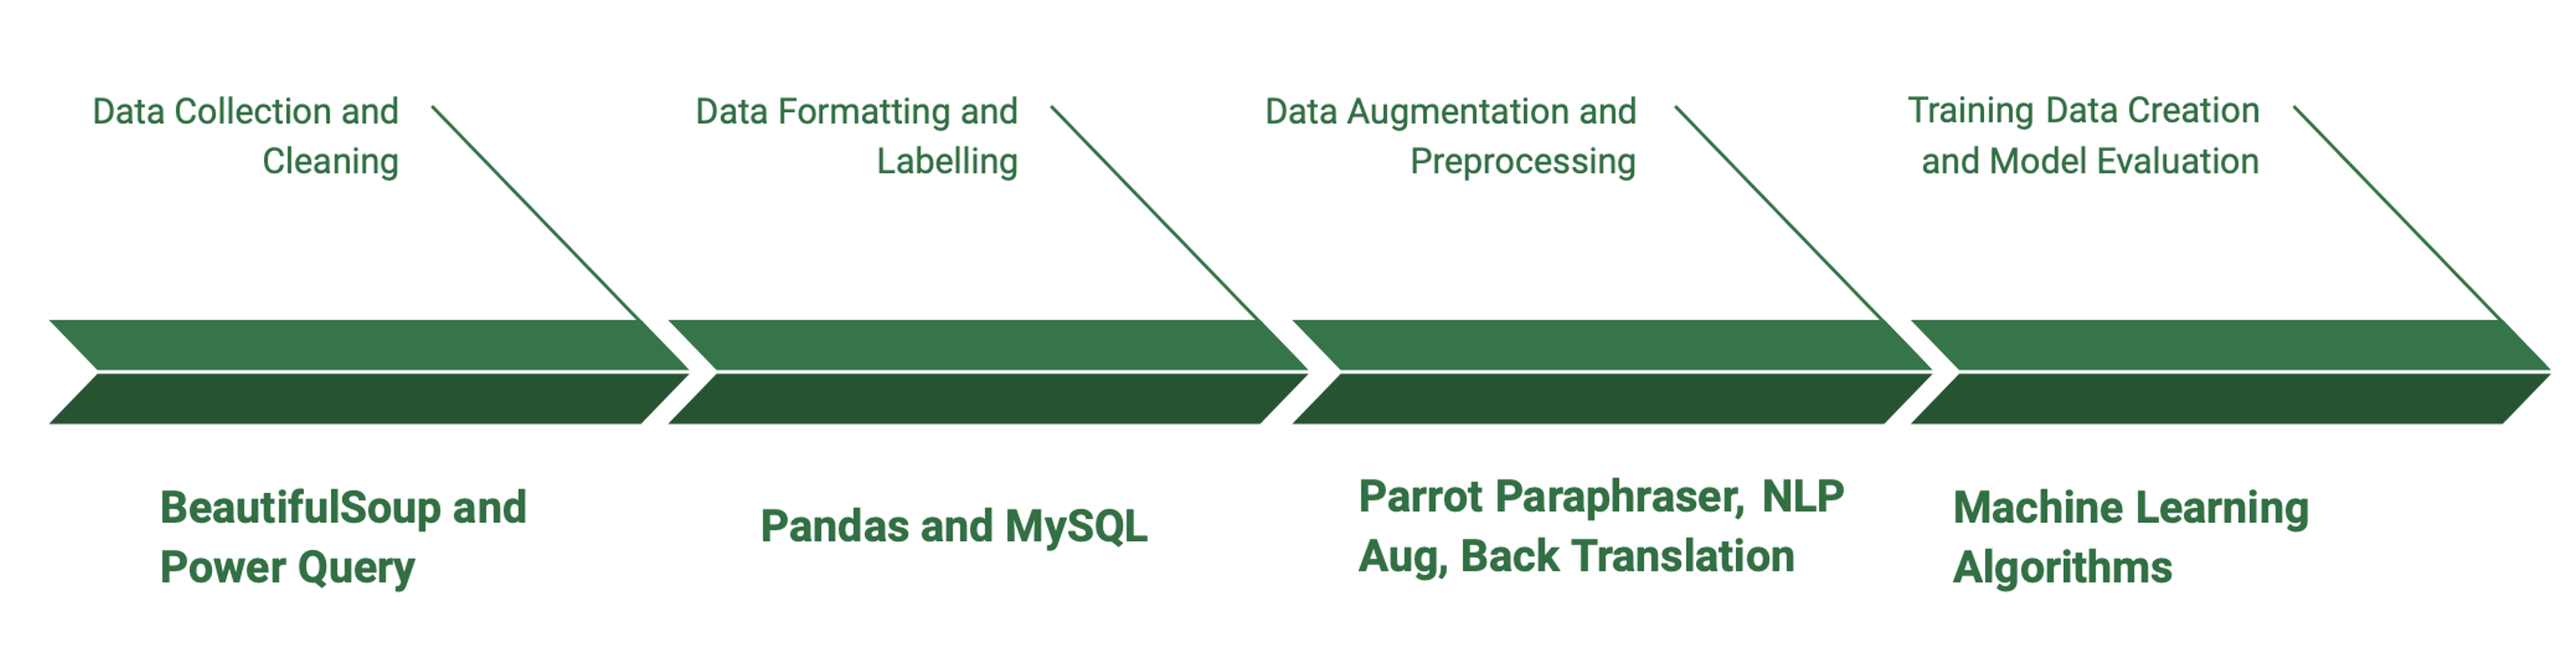 Data Collection and
Cleaning
Data Formatting and
Labelling
Data Augmentation and
Preprocessing
Training Data Creation
and Model Evaluation
BeautifulSoup and
Power Query
Pandas and MySQL
Parrot Paraphraser, NLP
Aug, Back Translation
Machine Learning
Algorithms